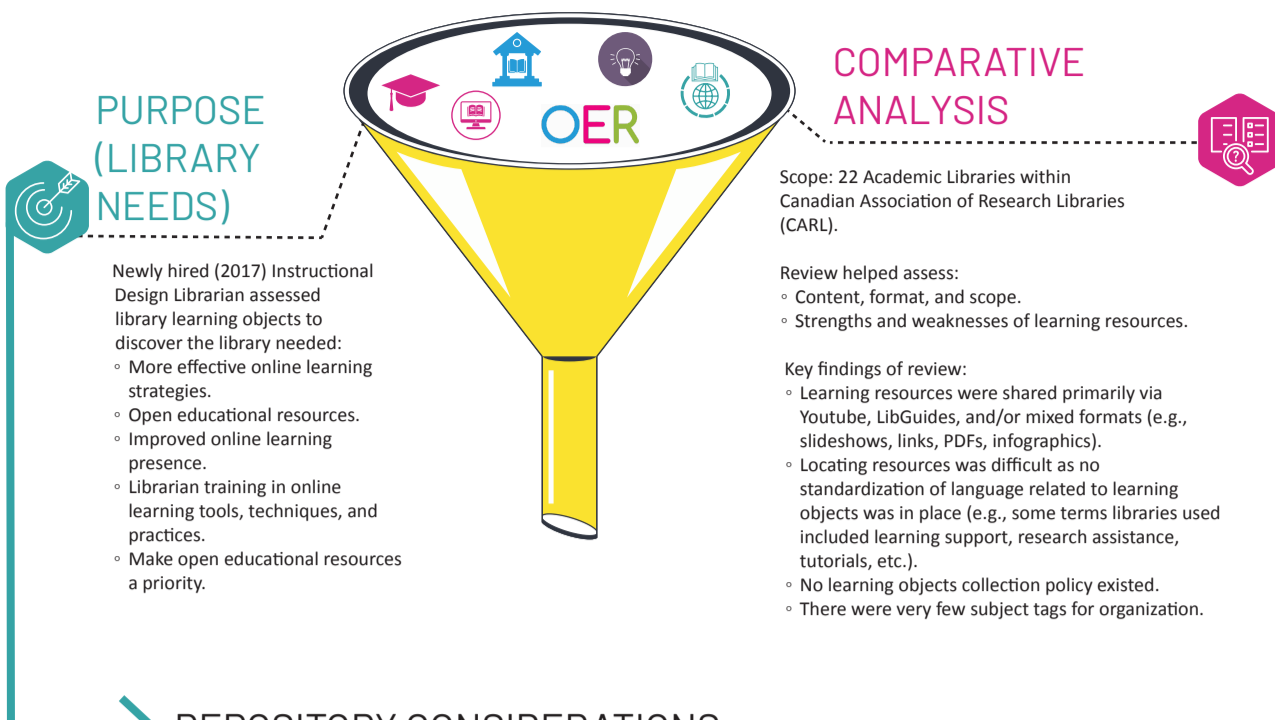 OER
PURPOSE
(LIBRARY
NEEDS)
Newly hired (2017) Instructional
Design Librarian assessed
library learning objects to
discover the library needed:
◦ More effective online learning
strategies.
◦ Open educational resources.
◦ Improved online learning
presence.
◦ Librarian training in online
learning tools, techniques, and
practices.
◦ Make open educational resources
a priority.
COMPARATIVE
ANALYSIS
?
Scope: 22 Academic Libraries within
Canadian Association of Research Libraries
(CARL).
Review helped assess:
◦ Content, format, and scope.
◦ Strengths and weaknesses of learning resources.
Key findings of review:
◦ Learning resources were shared primarily via
Youtube, LibGuides, and/or mixed formats (e.g.,
slideshows, links, PDFs, infographics).
◦ Locating resources was difficult as no
standardization of language related to learning
objects was in place (e.g., some terms libraries used
included learning support, research assistance,
tutorials, etc.).
◦ No learning objects collection policy existed.
◦ There were very few subject tags for organization.
REPOSITORY CONSIDERATIONS